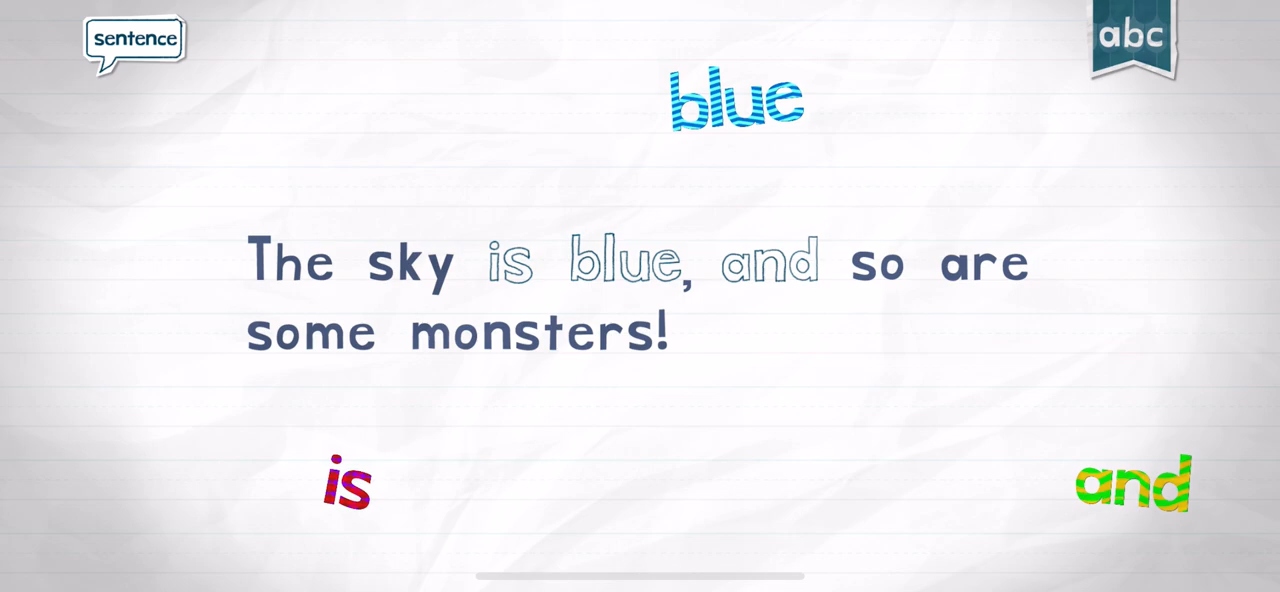 sentence
abc
blue
The sky is blue, and so are
some monsters!
is
and